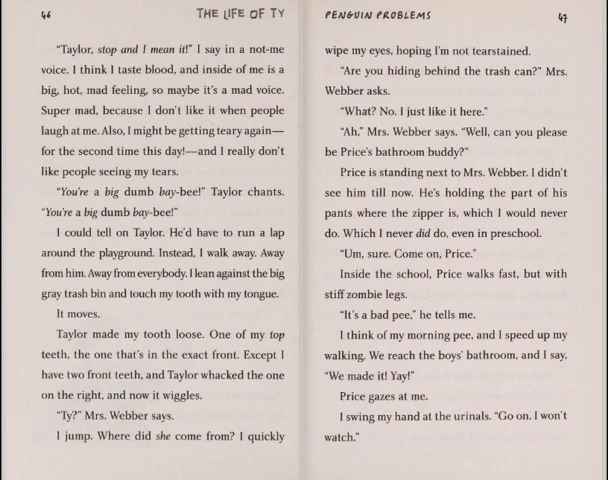 46
THE LIFE OF TY
"Taylor, stop and I mean it!" I say in a not-me
voice. I think I taste blood, and inside of me is a
big, hot, mad feeling, so maybe it's a mad voice.
Super mad, because I don't like it when people
laugh at me. Also, I might be getting teary again—
for the second time this day!—and I really don't
like people seeing my tears.
"You're a big dumb bay-bee!" Taylor chants.
"You're a big dumb bay-bee!"
I could tell on Taylor. He'd have to run a lap
around the playground. Instead, I walk away. Away
from him. Away from everybody. I lean against the big
gray trash bin and touch my tooth with my tongue.
It moves.
Taylor made my tooth loose. One of my top
teeth, the one that's in the exact front. Except I
have two front teeth, and Taylor whacked the one
on the right, and now it wiggles.
"Ty?" Mrs. Webber says.
I jump. Where did she come from? I quickly
PENGUIN PROBLEMS
47
wipe my eyes, hoping I'm not tearstained.
"Are you hiding behind the trash can?" Mrs.
Webber asks.
"What? No. I just like it here."
"Ah," Mrs. Webber says. "Well, can you please
be Price's bathroom buddy?"
Price is standing next to Mrs. Webber. I didn't
see him till now. He's holding the part of his
pants where the zipper is, which I would never
do. Which I never did do, even in preschool.
"Um, sure. Come on, Price."
Inside the school, Price walks fast, but with
stiff zombie legs.
"It's a bad pee," he tells me.
I think of my morning pee, and I speed up my
walking. We reach the boys' bathroom, and I say,
"We made it! Yay!"
Price gazes at me.
I swing my hand at the urinals. "Go on. I won't
watch."